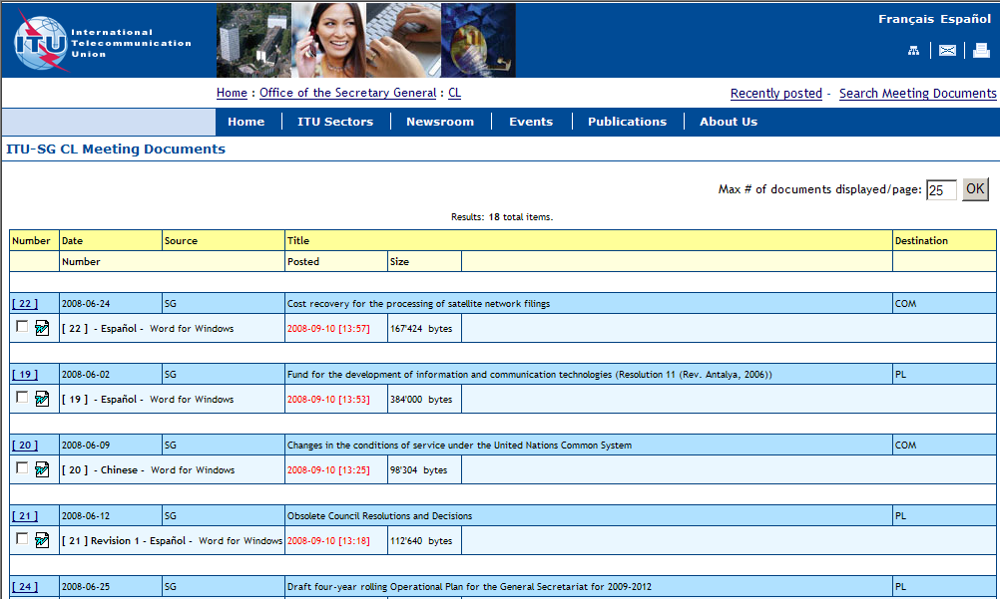 Français Español
ITU
International
Telecommunication
Union
Home : Office of the Secretary General : CL
Recently posted - Search Meeting Documents
Home ITU Sectors Newsroom Events Publications About Us
ITU-SG CL Meeting Documents
Max # of documents displayed/page: 25 OK
Results: 18 total items.
Number Date Source Title Destination
Number Posted Size
[ 22 ] 2008-06-24 SG Cost recovery for the processing of satellite network filings COM
[ 22 ] - Español - Word for Windows 2008-09-10 [13:57] 167'424 bytes
[ 19 ] 2008-06-02 SG Fund for the development of information and communication technologies (Resolution 11 (Rev. Antalya, 2006)) PL
[ 19 ] - Español - Word for Windows 2008-09-10 [13:53] 384'000 bytes
[ 20 ] 2008-06-09 SG Changes in the conditions of service under the United Nations Common System COM
[ 20 ] - Chinese - Word for Windows 2008-09-10 [13:25] 98'304 bytes
[ 21 ] 2008-06-12 SG Obsolete Council Resolutions and Decisions PL
[ 21 ] Revision 1 - Español - Word for Windows 2008-09-10 [13:18] 112'640 bytes
[ 24 ] 2008-06-25 SG Draft four-year rolling Operational Plan for the General Secretariat for 2009-2012 PL